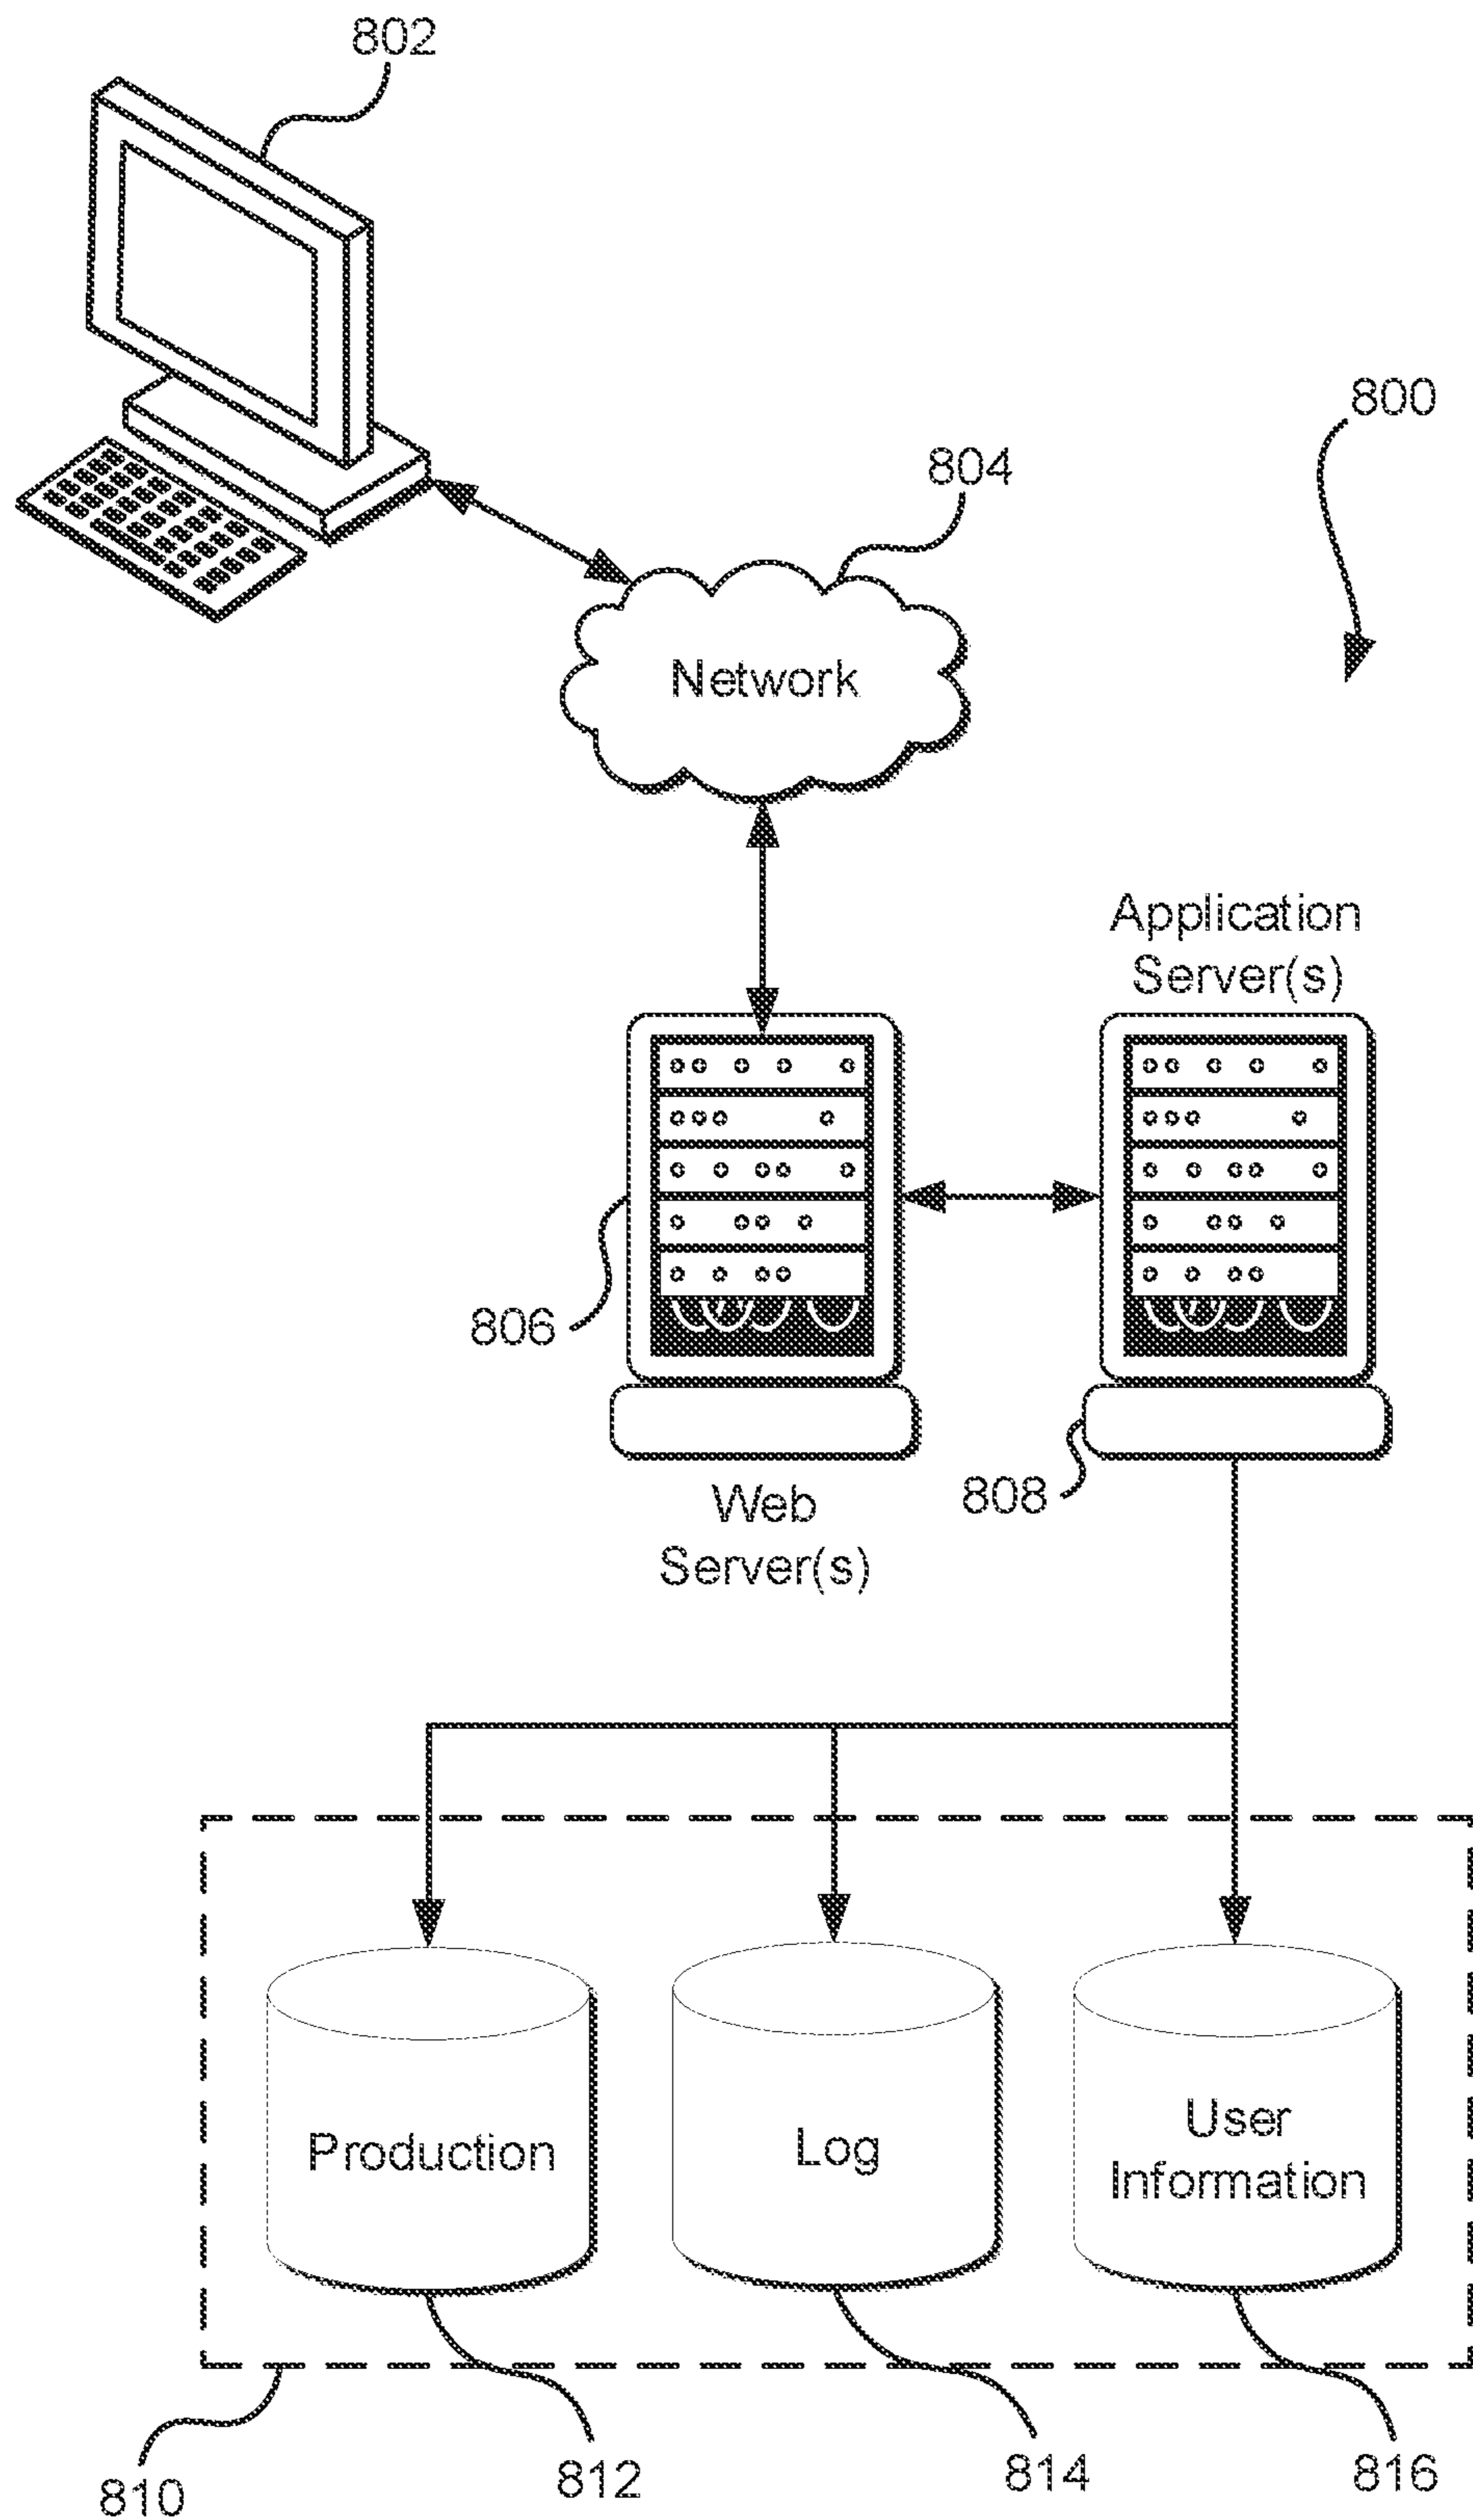 802
800
804
Network
Application
Server(s)
806
808
Web
Server(s)
Production
Log
User
Information
810
812
814
816